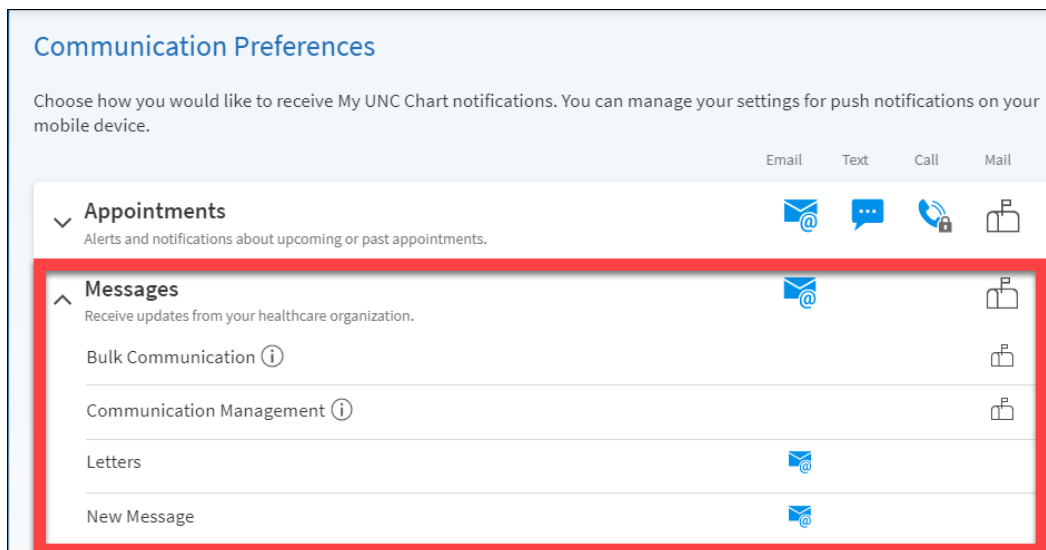 Communication Preferences
Choose how you would like to receive My UNC Chart notifications. You can manage your settings for push notifications on your
mobile device.
Email Text Call Mail
Appointments
Alerts and notifications about upcoming or past appointments.
Messages
Receive updates from your healthcare organization.
Bulk Communication
Communication Management
Letters
New Message